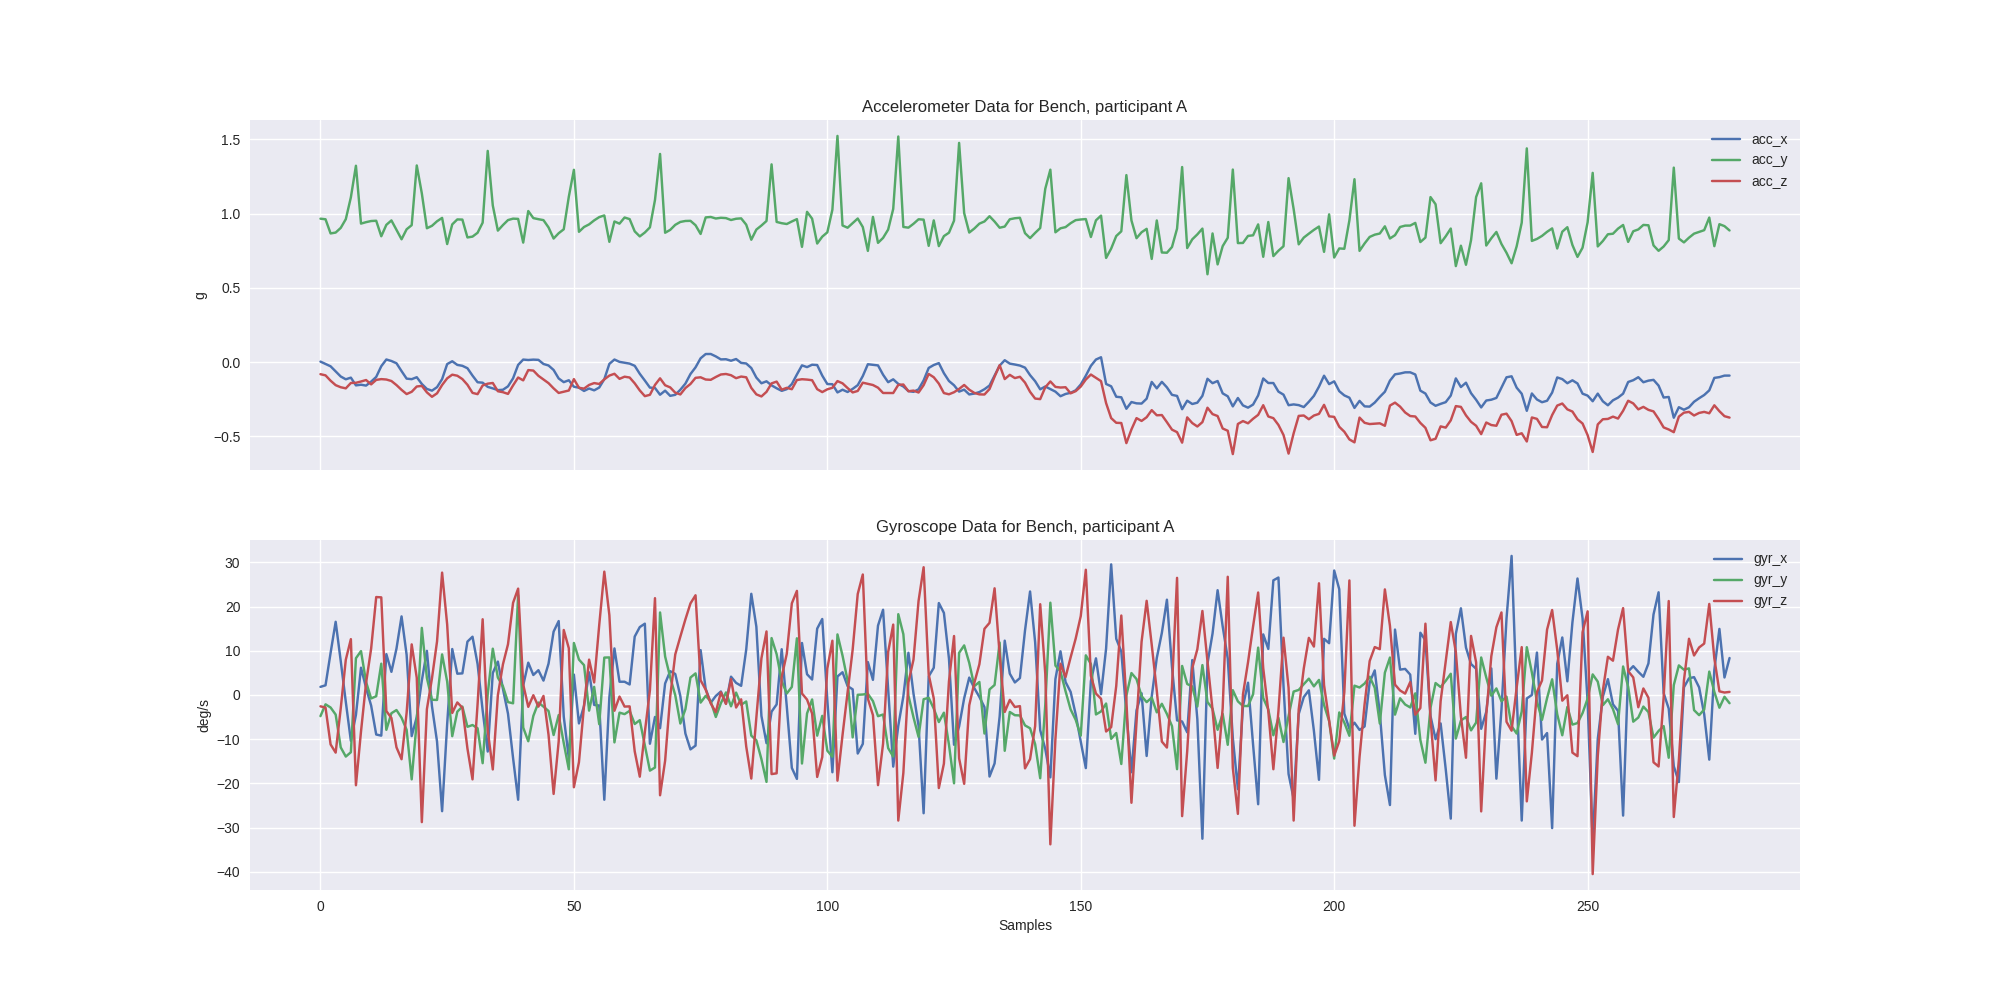 Accelerometer Data for Bench, participant A
1.5
1.0
0.5
0.0
−0.5
g
acc_x
acc_y
acc_z
Gyroscope Data for Bench, participant A
30
20
10
0
−10
−20
−30
−40
deg/s
gyr_x
gyr_y
gyr_z
0 50 100 150 200 250
Samples